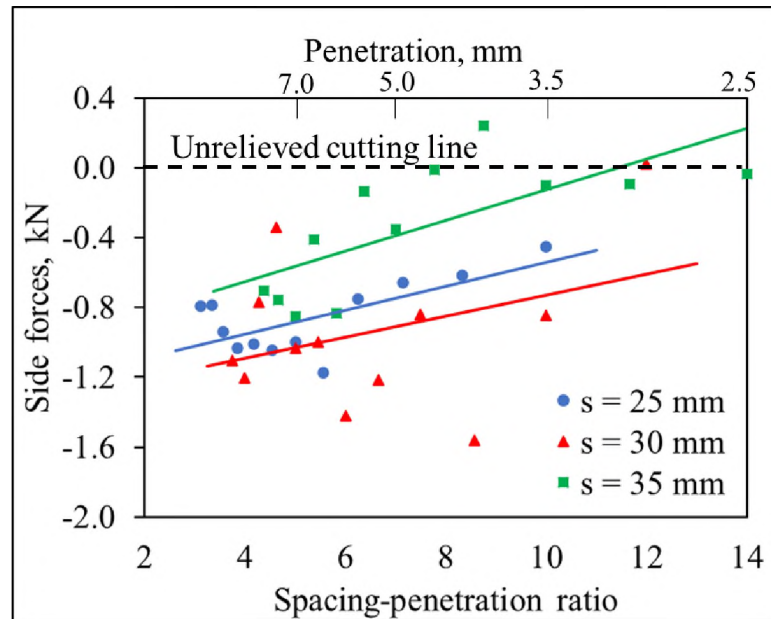 Penetration, mm
7.0 5.0 3.5 2.5
0.4
Unrelieved cutting line
0.0
-0.4
-0.8
-1.2
-1.6
-2.0
Side forces, kN
s = 25 mm
s = 30 mm
s = 35 mm
2 4 6 8 10 12 14
Spacing-penetration ratio